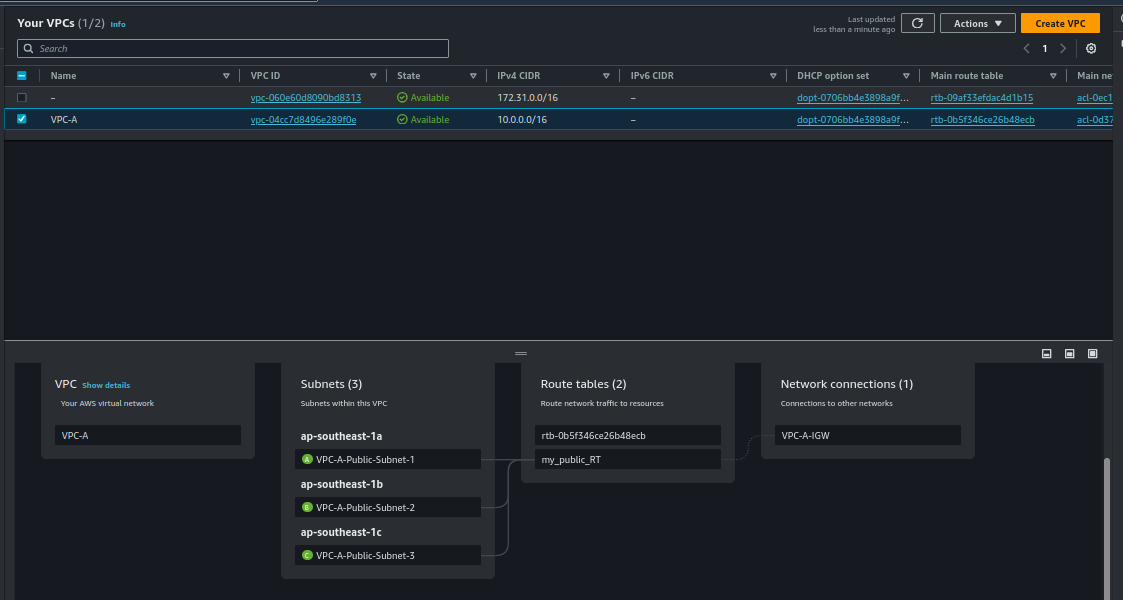 Your VPCs (1/2) Info
Last updated
less than a minute ago
Actions
Create VPC
Search
1
Name VPC ID State IPv4 CIDR IPv6 CIDR DHCP option set Main route table Main ne
– vpc-060e60d8090bd8313 Available 172.31.0.0/16 – dopt-0706bb4e3898a9f... rtb-09af33efdac4d1b15 acl-0ec1
VPC-A vpc-04cc7d8496e289f0e Available 10.0.0.0/16 – dopt-0706bb4e3898a9f... rtb-0b5f346ce26b48ecb acl-0d37
VPC Show details
Your AWS virtual network
VPC-A
Subnets (3)
Subnets within this VPC
ap-southeast-1a
A VPC-A-Public-Subnet-1
ap-southeast-1b
B VPC-A-Public-Subnet-2
ap-southeast-1c
C VPC-A-Public-Subnet-3
Route tables (2)
Route network traffic to resources
rtb-0b5f346ce26b48ecb
my_public_RT
Network connections (1)
Connections to other networks
VPC-A-IGW